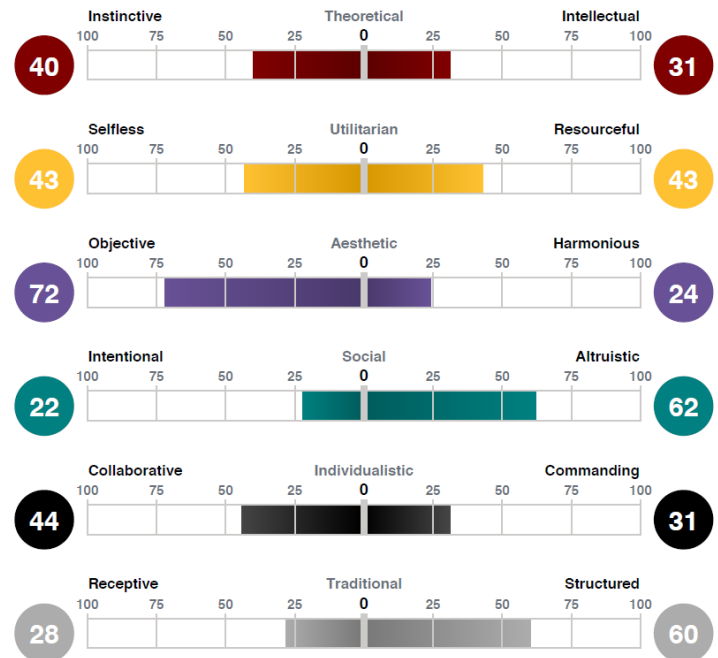 Instinctive Theoretical Intellectual
100 75 50 25 0 25 50 75 100
40 31
Selfless Utilitarian Resourceful
100 75 50 25 0 25 50 75 100
43 43
Objective Aesthetic Harmonious
100 75 50 25 0 25 50 75 100
72 24
Intentional Social Altruistic
100 75 50 25 0 25 50 75 100
22 62
Collaborative Individualistic Commanding
100 75 50 25 0 25 50 75 100
44 31
Receptive Traditional Structured
100 75 50 25 0 25 50 75 100
28 60